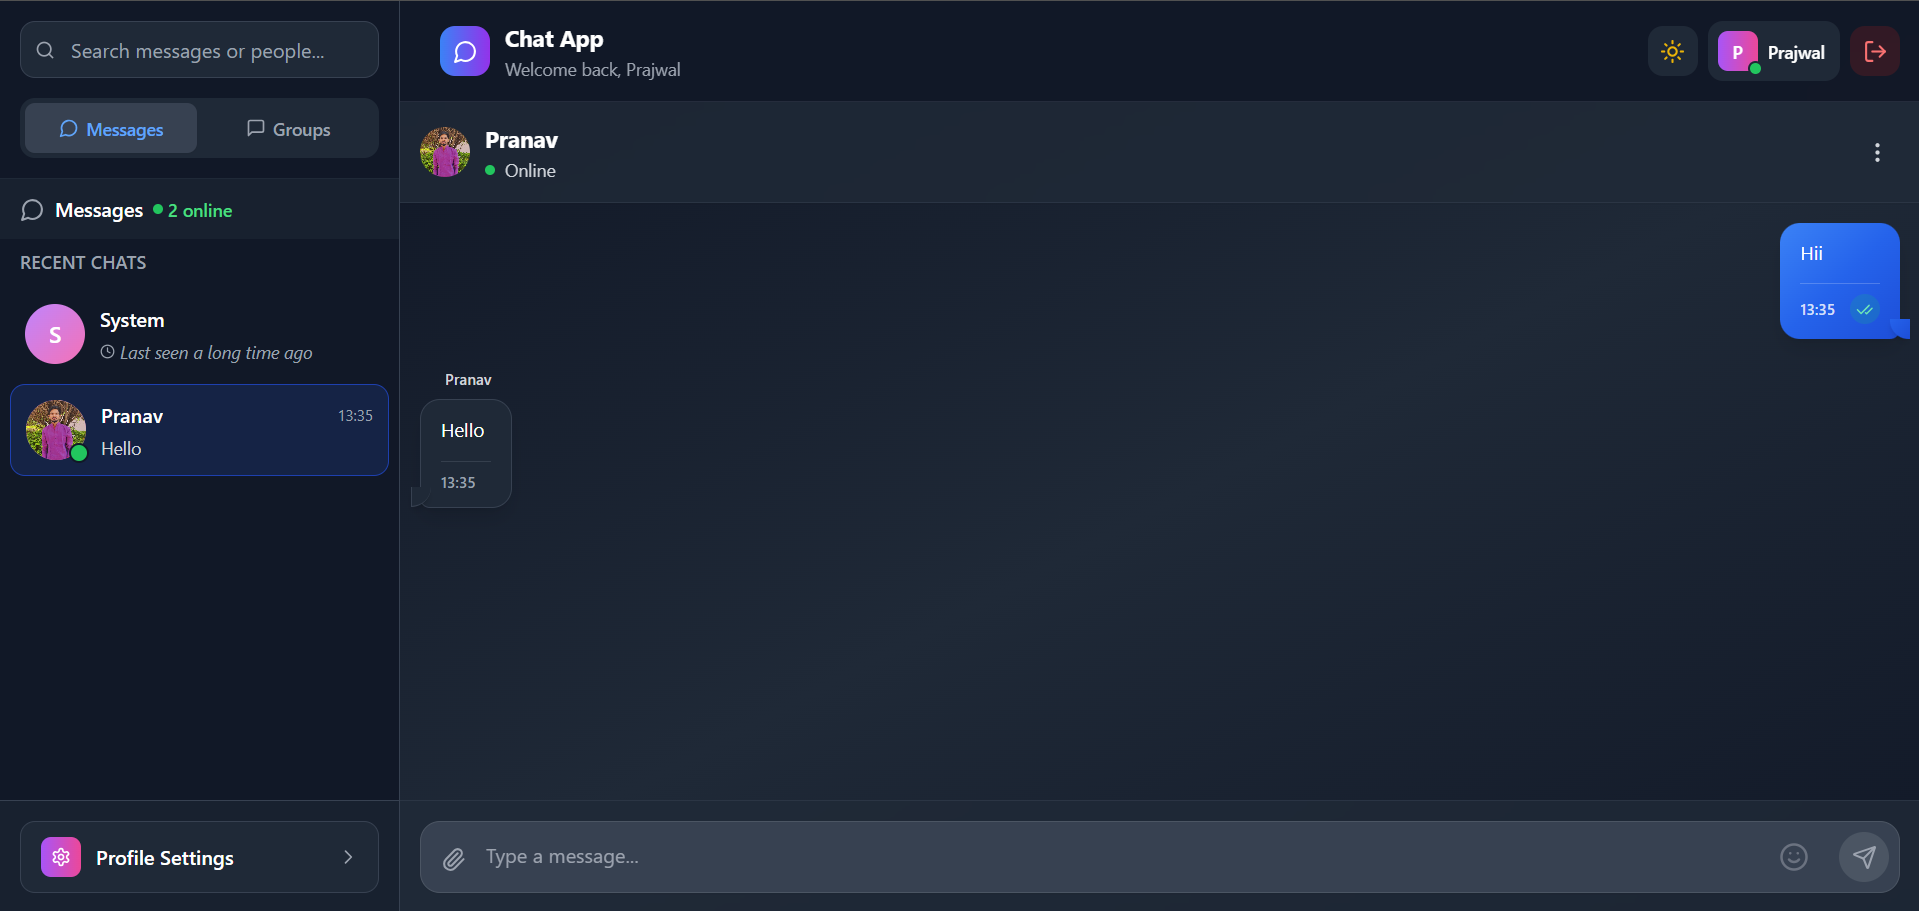 Search messages or people...
Messages
Groups
Messages 2 online
RECENT CHATS
S
System
Last seen a long time ago
Pranav 13:35
Hello
Profile Settings
Chat App
Welcome back, Prajwal
P Prajwal
Pranav
Online
Hii
13:35
Pranav
Hello
13:35
Type a message...